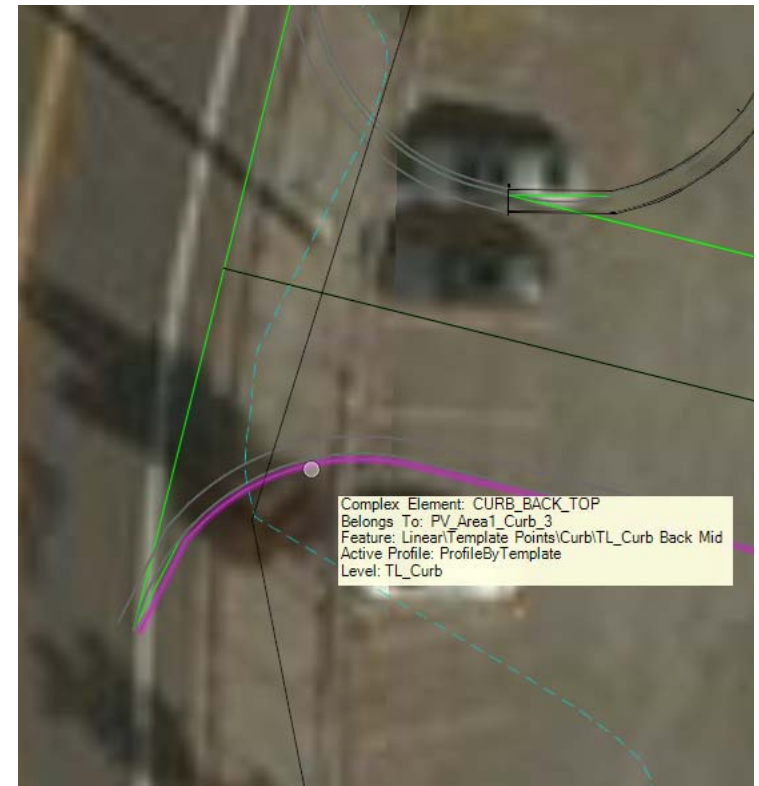 Complex Element: CURB_BACK_TOP
Belongs To: PV_Area1_Curb_3
Feature: Linear\Template Points\Curb\TL_Curb Back Mid
Active Profile: ProfileByTemplate
Level: TL_Curb